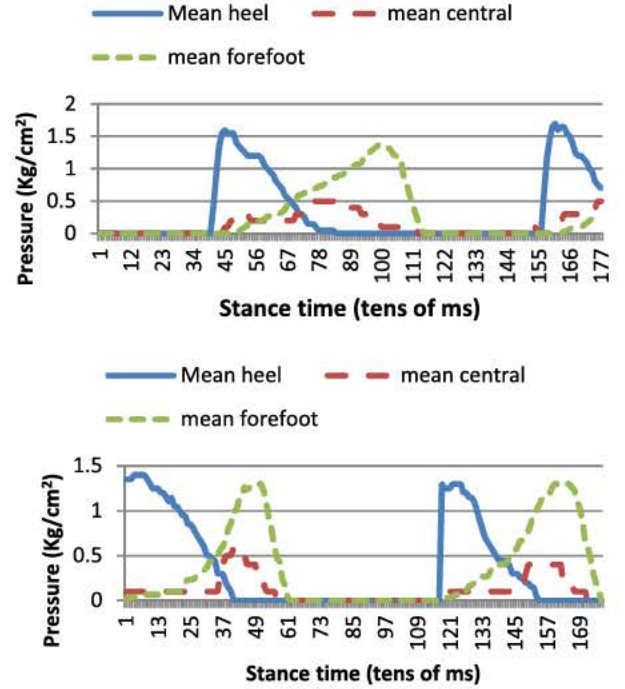 Mean heel mean central
mean forefoot
Pressure (Kg/cm²)
2
1.5
1
0.5
0
1 12 23 34 45 56 67 78 89 100 111 122 133 144 155 166 177
Stance time (tens of ms)
Mean heel mean central
mean forefoot
Pressure (Kg/cm²)
1.5
1
0.5
0
1 13 25 37 49 61 73 85 97 109 121 133 145 157 169
Stance time (tens of ms)